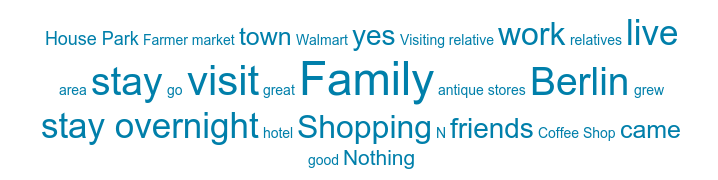 House Park Farmer market town Walmart yes Visiting relative work relatives live
area stay go visit great Family antique stores Berlin grew
stay overnight hotel Shopping N friends Coffee Shop came
good Nothing